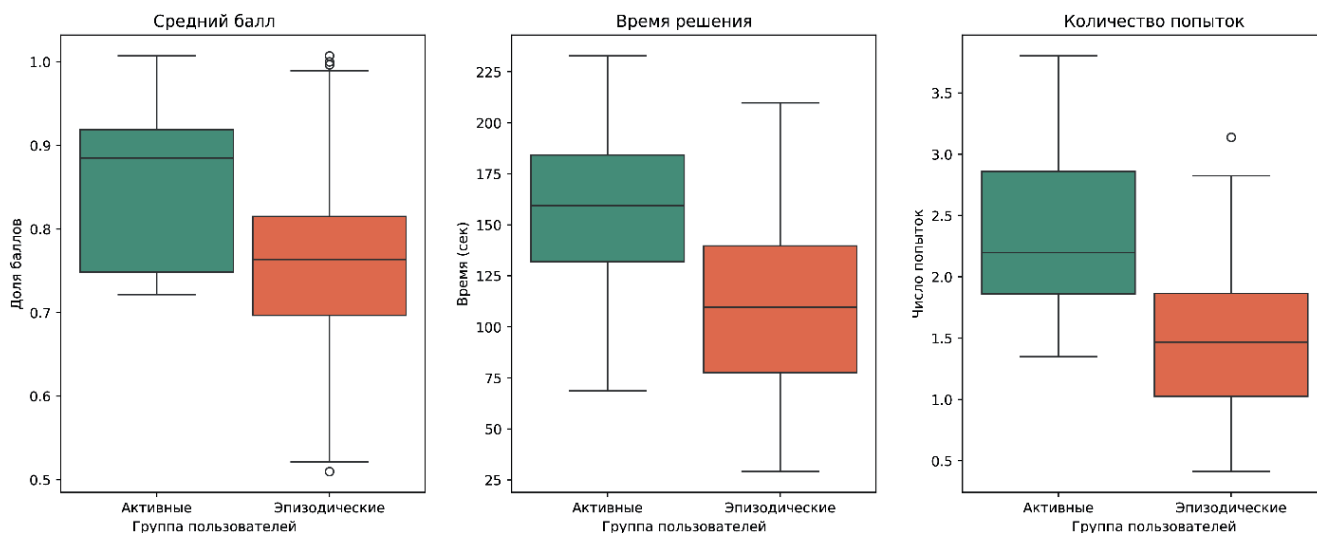 Средний балл
Доля баллов
1.0
0.9
0.8
0.7
0.6
0.5
Активные
Эпизодические
Группа пользователей
Время решения
Время (сек)
225
200
175
150
125
100
75
50
25
Активные
Эпизодические
Группа пользователей
Количество попыток
Число попыток
3.5
3.0
2.5
2.0
1.5
1.0
0.5
Активные
Эпизодические
Группа пользователей